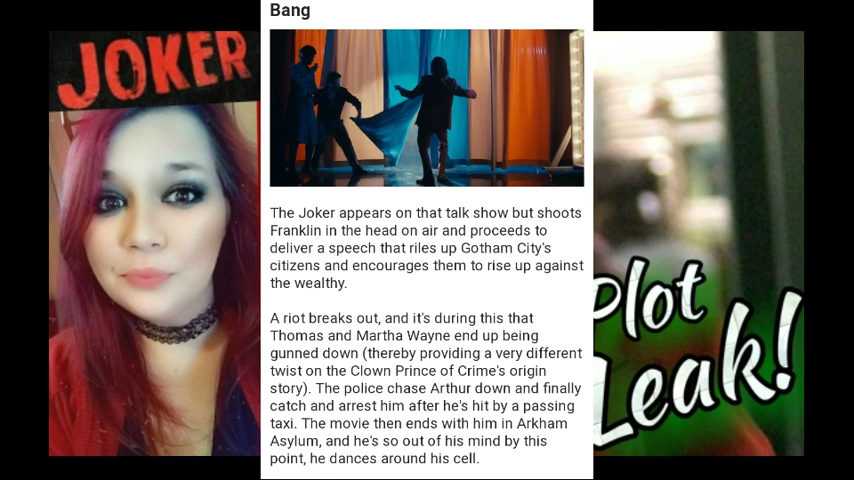 JOKER
Bang
The Joker appears on that talk show but shoots
Franklin in the head on air and proceeds to
deliver a speech that riles up Gotham City's
citizens and encourages them to rise up against
the wealthy.
A riot breaks out, and it's during this that
Thomas and Martha Wayne end up being
gunned down (thereby providing a very different
twist on the Clown Prince of Crime's origin
story). The police chase Arthur down and finally
catch and arrest him after he's hit by a passing
taxi. The movie then ends with him in Arkham
Asylum, and he's so out of his mind by this
point, he dances around his cell.
Plot
Leak!